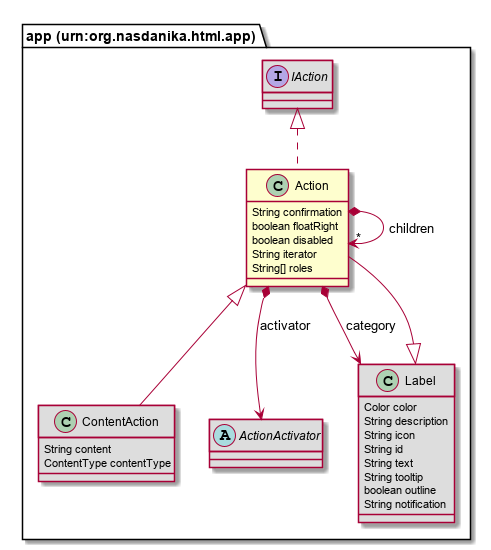 app (urn:org.nasdanika.html.app)
I IAction
C Action
String confirmation
boolean floatRight
boolean disabled
String iterator
String[] roles
children
*
activator
category
C ContentAction
String content
ContentType contentType
A ActionActivator
C Label
Color color
String description
String icon
String id
String text
String tooltip
boolean outline
String notification